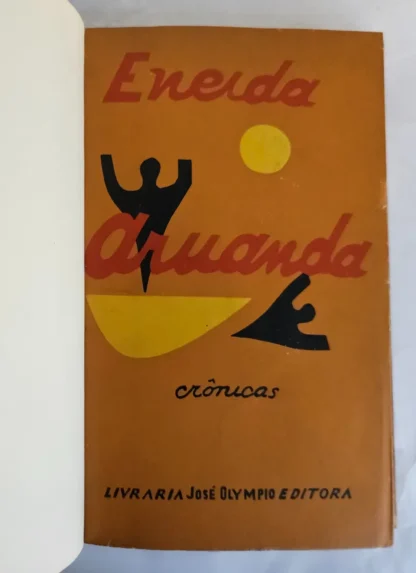 Eneida
Aruanda
crônicas
LIVRARIA JOSÉ OLYMPIO EDITORA